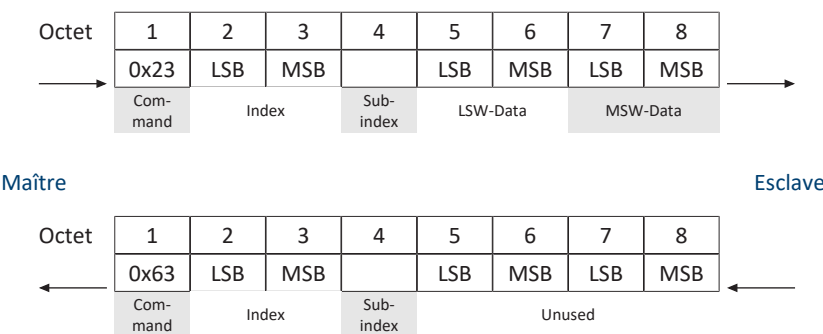 Octet 1 2 3 4 5 6 7 8
0x23 LSB MSB LSB MSB LSB MSB
Com-
mand Index Sub-
index LSW-Data MSW-Data
Maître Esclave
Octet 1 2 3 4 5 6 7 8
0x63 LSB MSB LSB MSB LSB MSB
Com-
mand Index Sub-
index Unused